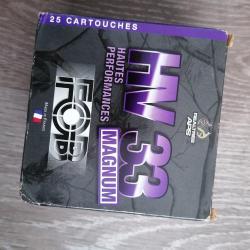 25 CARTOUCHES
HV 33
MAGNUM
HAUTES
PERFORMANCES
FOB